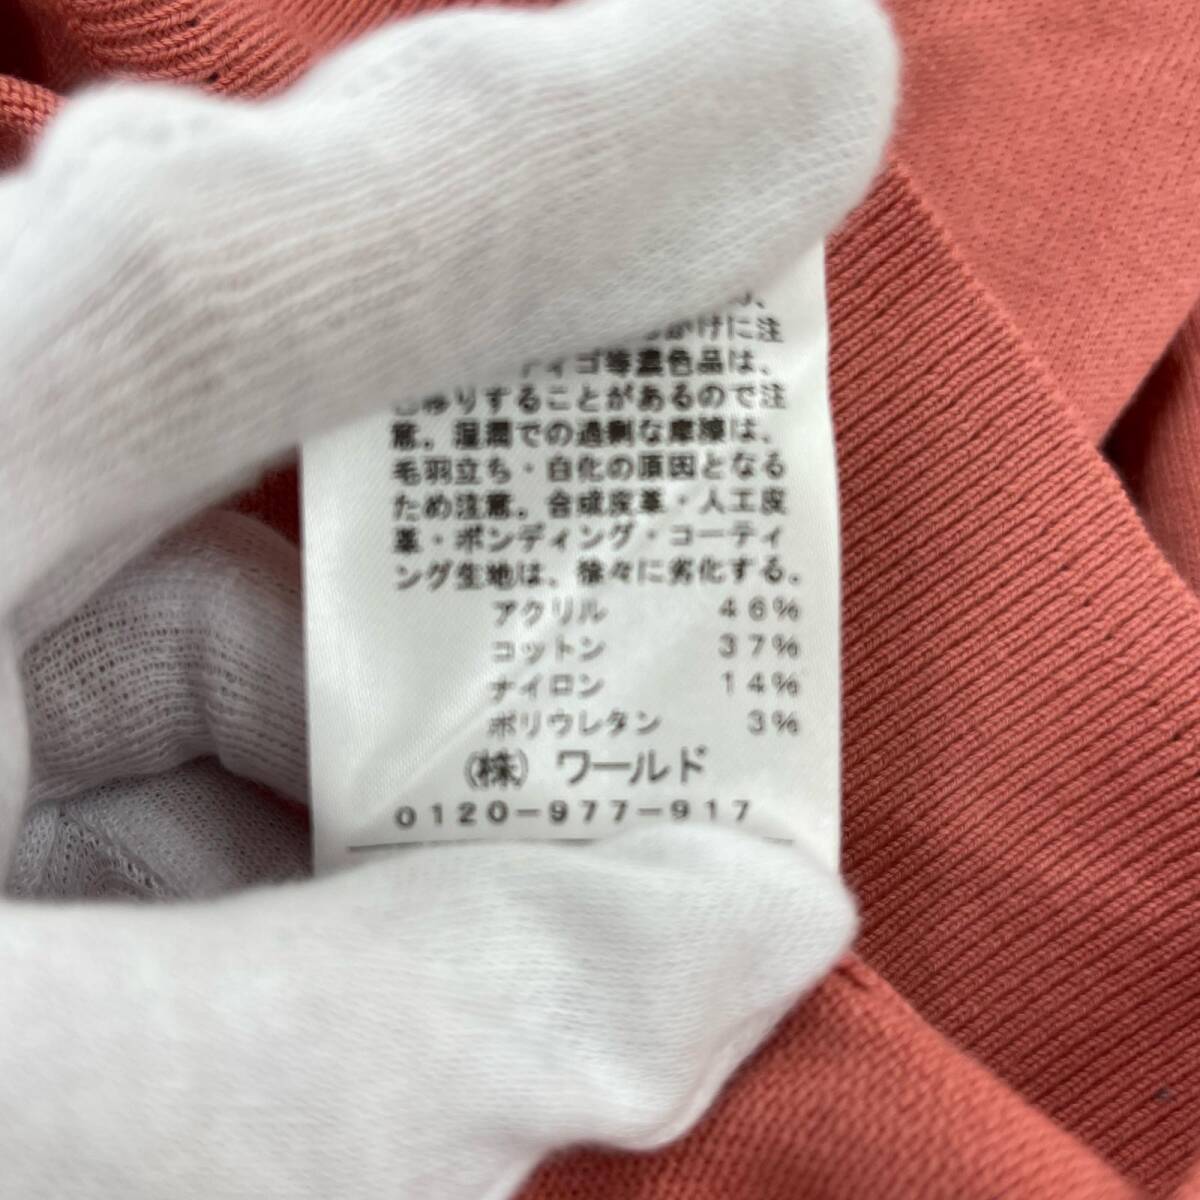 かけに注
ィゴ等濃色品は、
色移りすることがあるので注
意。湿潤での過剰な摩擦は、
毛羽立ち・白化の原因となる
ため注意。合成皮革・人工皮
革・ボンディング・コーティ
ング生地は、徐々に劣化する。
アクリル 46%
コットン 37%
ナイロン 14%
ポリウレタン 3%
(株)ワールド
0120-977-917